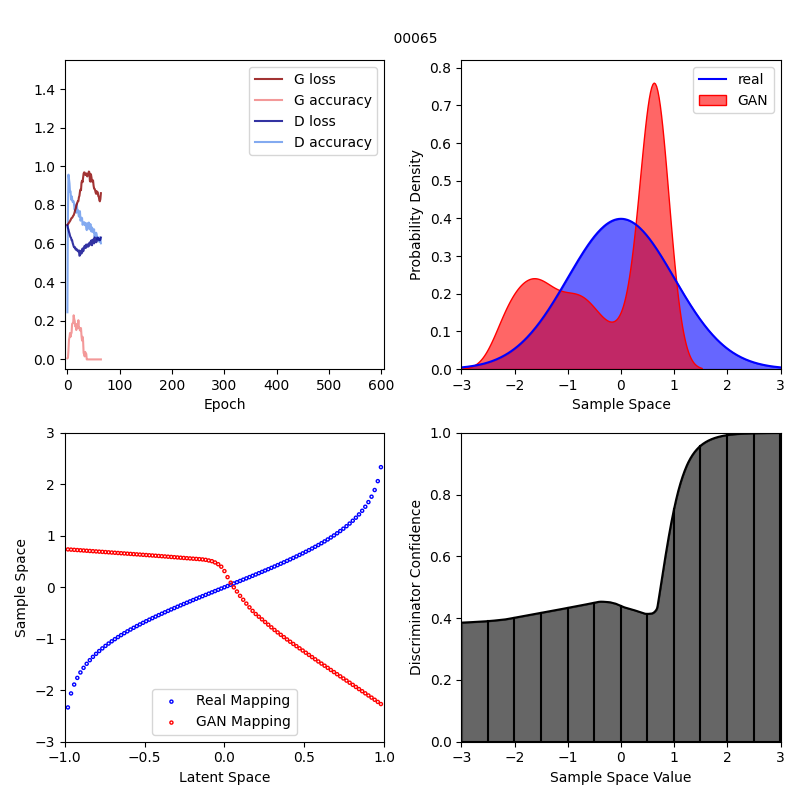 00065
G loss
G accuracy
D loss
D accuracy
1.4
1.2
1.0
0.8
0.6
0.4
0.2
0.0
0 100 200 300 400 500 600
Epoch
real
GAN
Probability Density
0.8
0.7
0.6
0.5
0.4
0.3
0.2
0.1
0.0
−3 −2 −1 0 1 2 3
Sample Space
Sample Space
3
2
1
0
−1
−2
−3
Real Mapping
GAN Mapping
−1.0 −0.5 0.0 0.5 1.0
Latent Space
Discriminator Confidence
1.0
0.8
0.6
0.4
0.2
0.0
−3 −2 −1 0 1 2 3
Sample Space Value